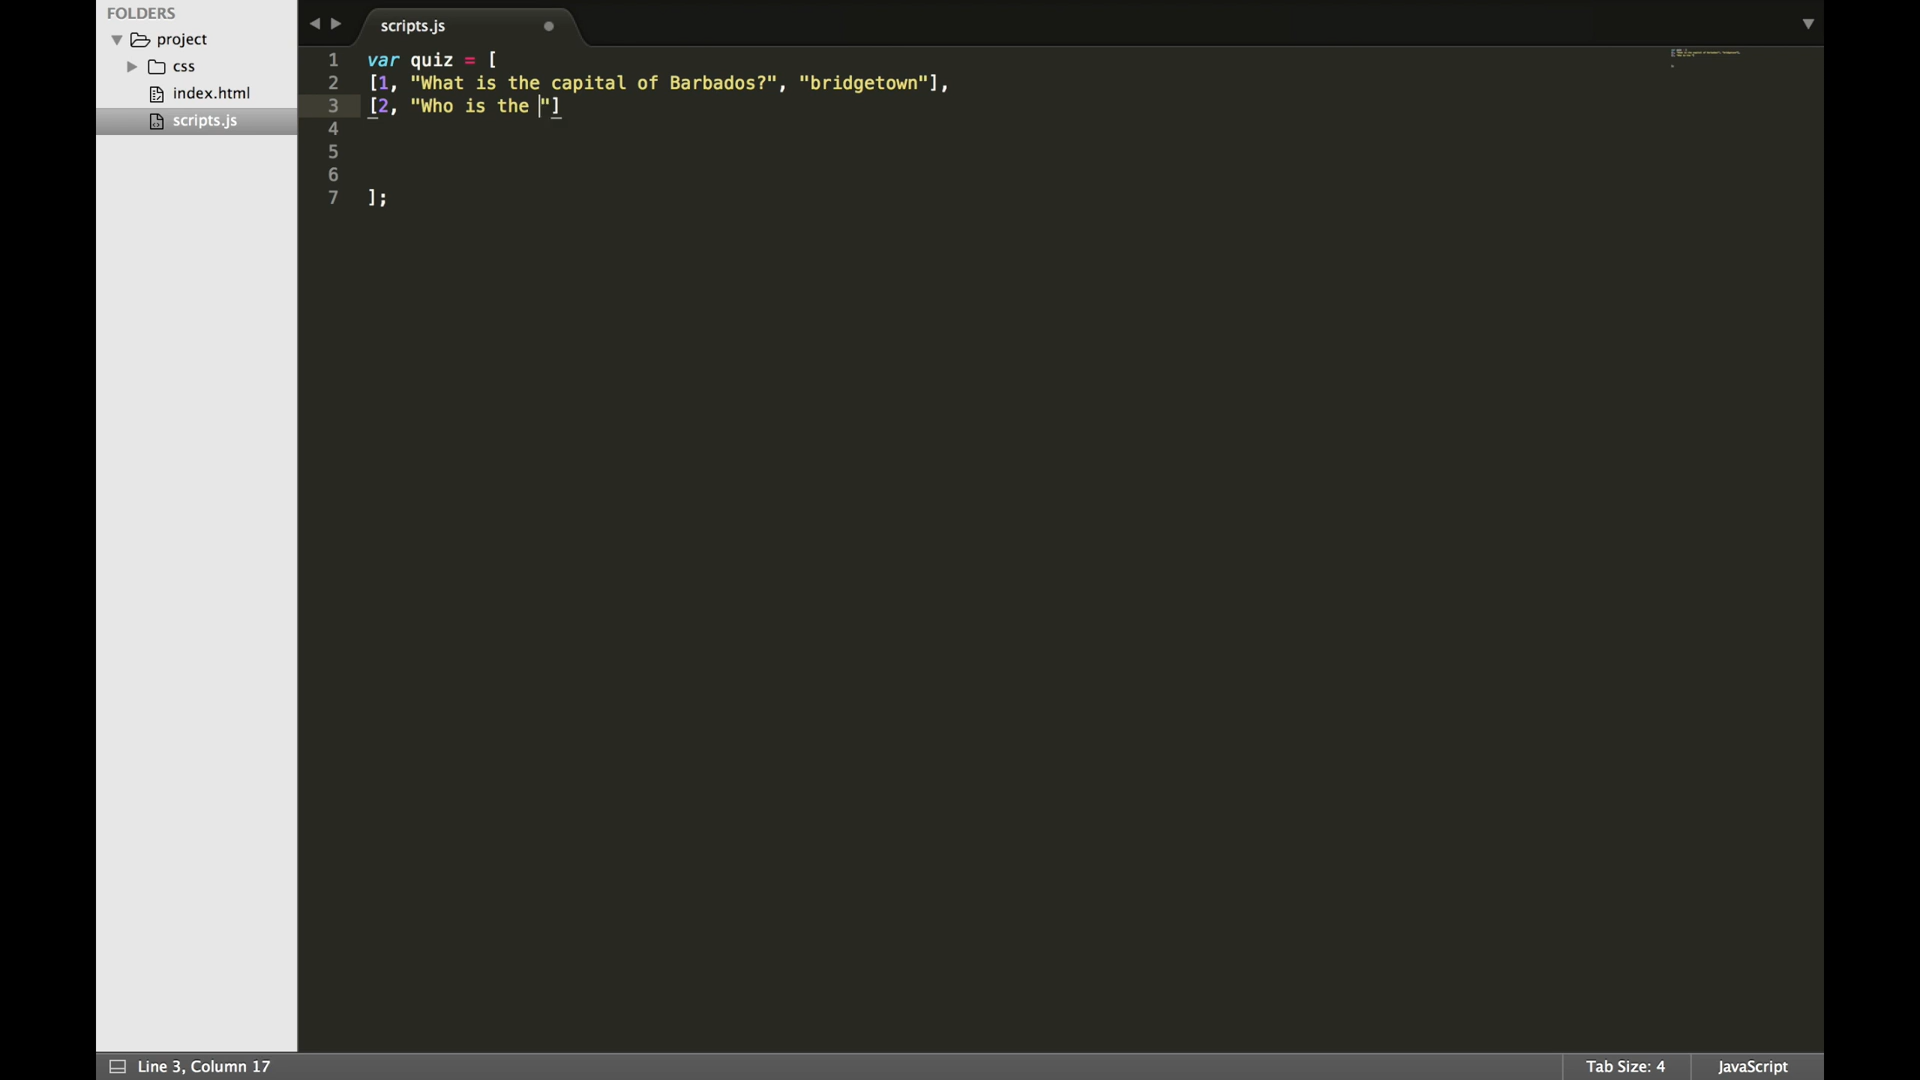 FOLDERS
project
css
index.html
scripts.js
scripts.js
1 var quiz = [
2 [1, "What is the capital of Barbados?", "bridgetown"],
3 [2, "Who is the "]
4
5
6
7 ];
Line 3, Column 17
Tab Size: 4
JavaScript